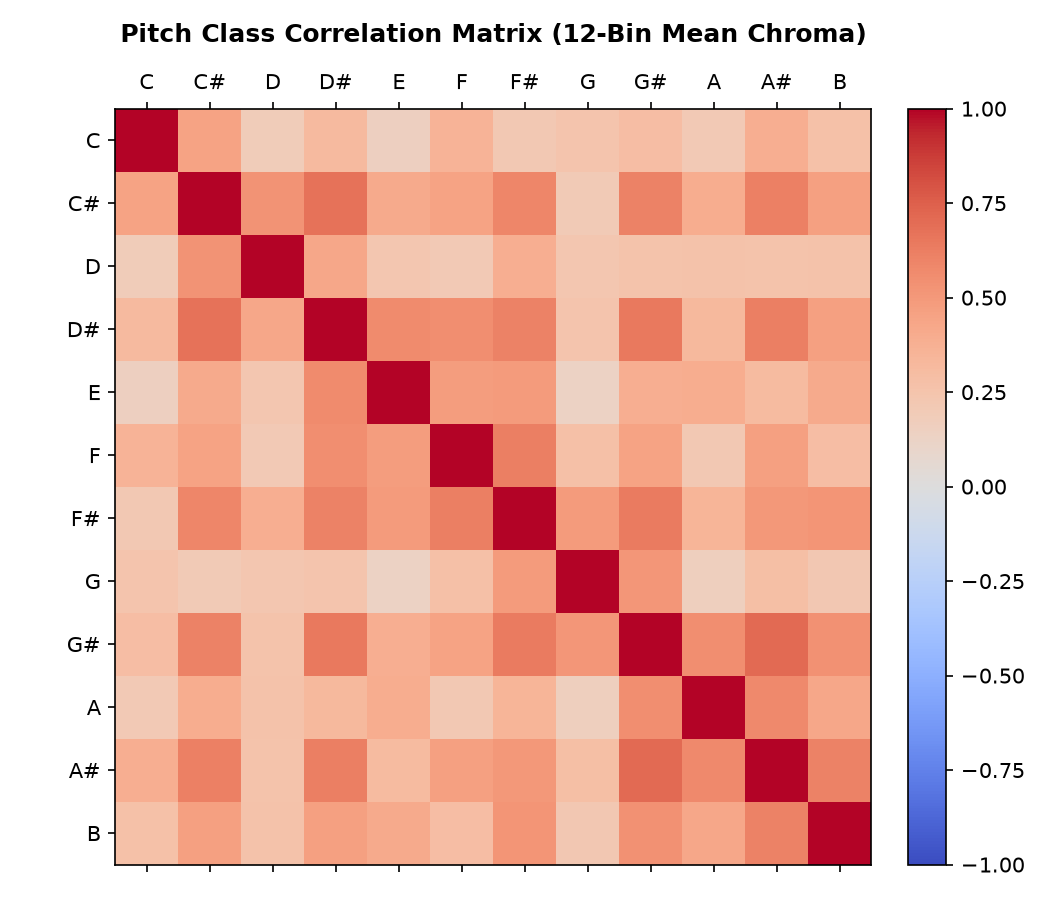 Pitch Class Correlation Matrix (12-Bin Mean Chroma)
C C# D D# E F F# G G# A A# B
C
C#
D
D#
E
F
F#
G
G#
A
A#
B
1.00
0.75
0.50
0.25
0.00
−0.25
−0.50
−0.75
−1.00